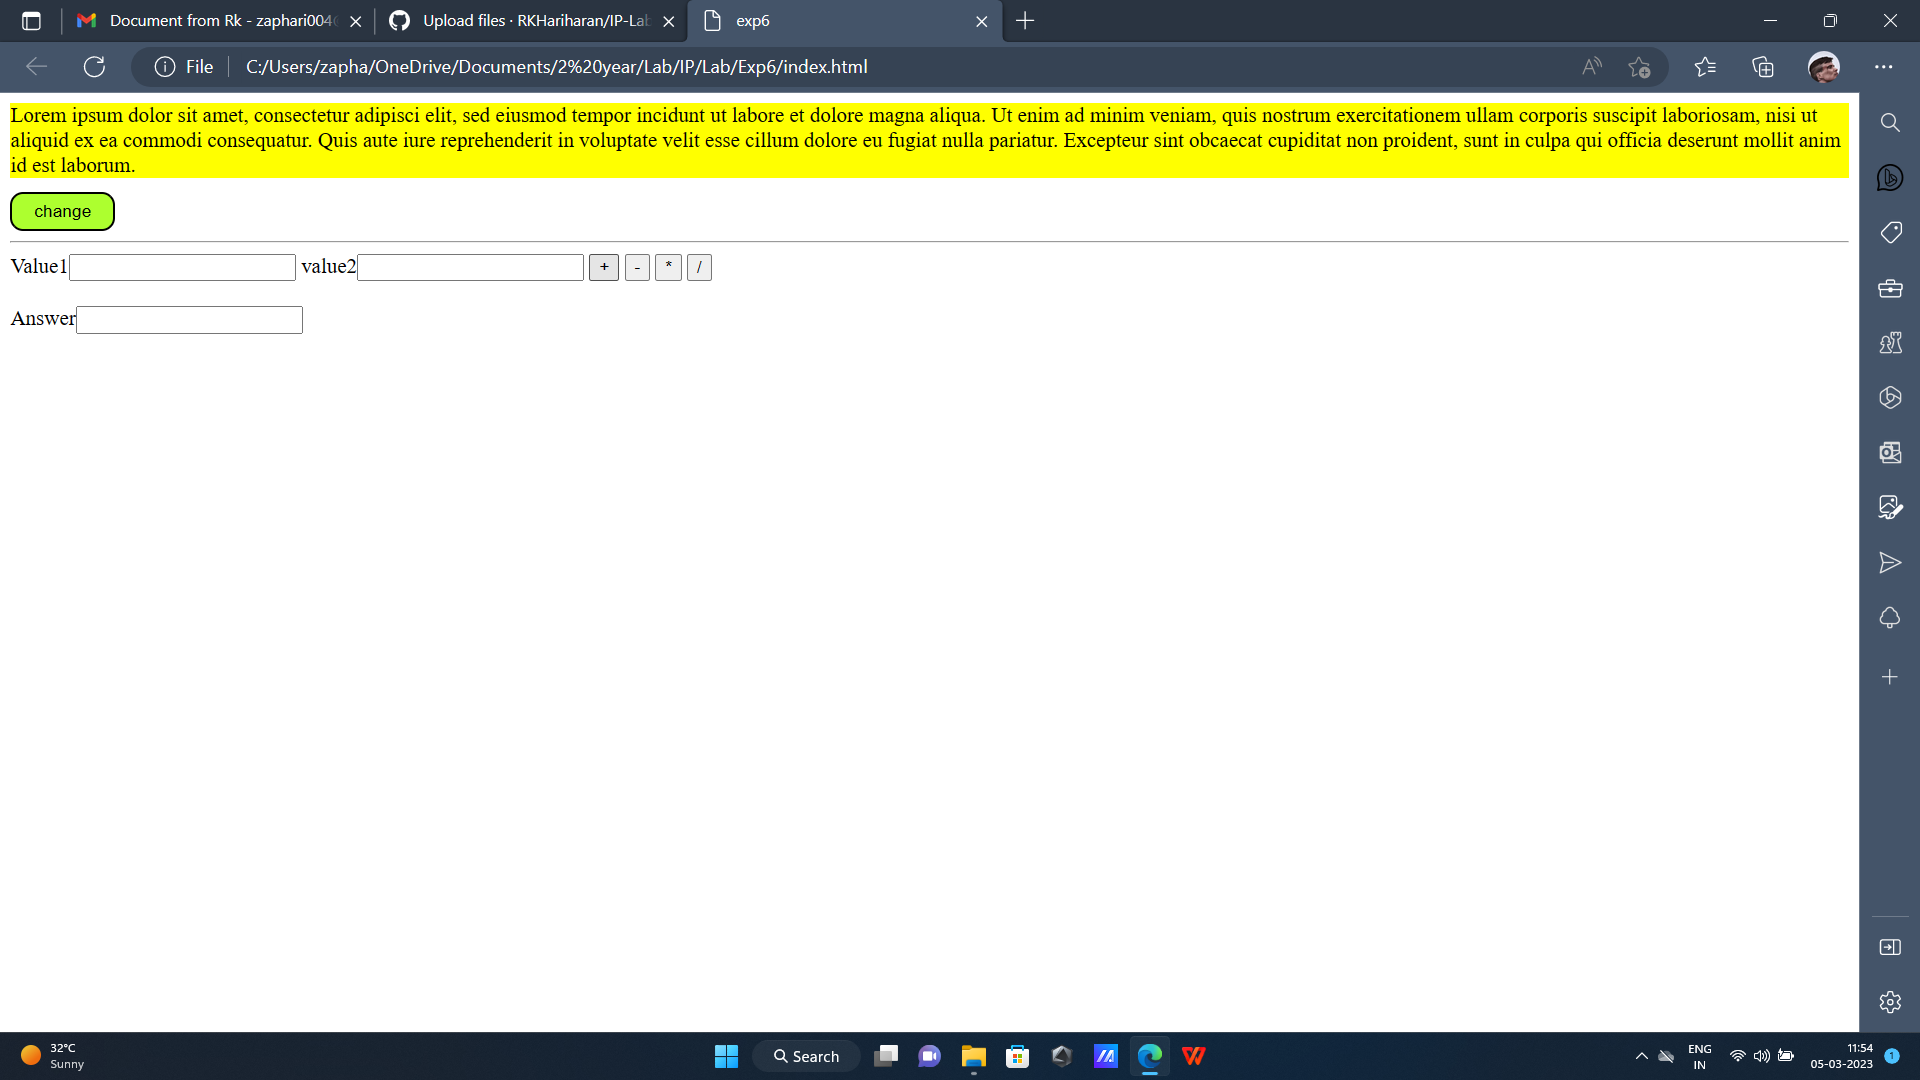 Document from Rk - zaphari004
Upload files · RKHariharan/IP-Lab
exp6
File
C:/Users/zapha/OneDrive/Documents/2%20year/Lab/IP/Lab/Exp6/index.html
Lorem ipsum dolor sit amet, consectetur adipisci elit, sed eiusmod tempor incidunt ut labore et dolore magna aliqua. Ut enim ad minim veniam, quis nostrum exercitationem ullam corporis suscipit laboriosam, nisi ut
aliquid ex ea commodi consequatur. Quis aute iure reprehenderit in voluptate velit esse cillum dolore eu fugiat nulla pariatur. Excepteur sint obcaecat cupiditat non proident, sunt in culpa qui officia deserunt mollit anim
id est laborum.
change
Value1 value2 + - * /
Answer
32°C
Sunny
Search
ENG
IN
11:54
05-03-2023
1